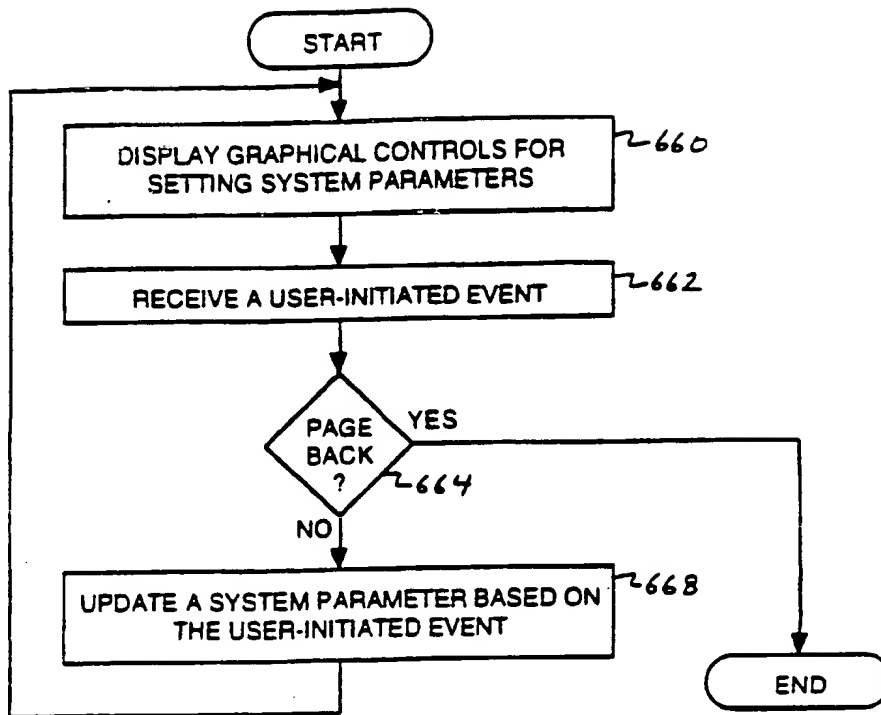 START
DISPLAY GRAPHICAL CONTROLS FOR
SETTING SYSTEM PARAMETERS
660
RECEIVE A USER-INITIATED EVENT
662
PAGE
BACK
?
YES
664
NO
UPDATE A SYSTEM PARAMETER BASED ON
THE USER-INITIATED EVENT
668
END